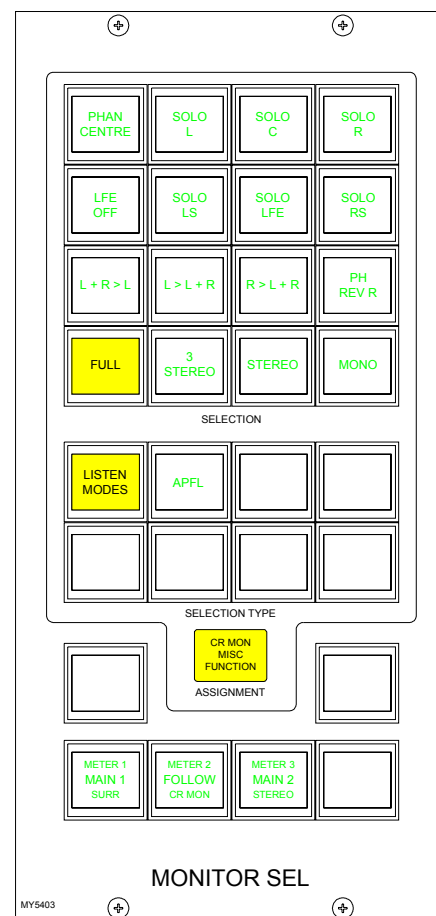 PHAN
CENTRE
SOLO
L
SOLO
C
SOLO
R
LFE
OFF
SOLO
LS
SOLO
LFE
SOLO
RS
L + R > L
L > L + R
R > L + R
PH
REV R
FULL
3
STEREO
STEREO
MONO
SELECTION
LISTEN
MODES
APFL
SELECTION TYPE
CR MON
MISC
FUNCTION
ASSIGNMENT
METER 1
MAIN 1
SURR
METER 2
FOLLOW
CR MON
METER 3
MAIN 2
STEREO
MONITOR SEL
MY5403